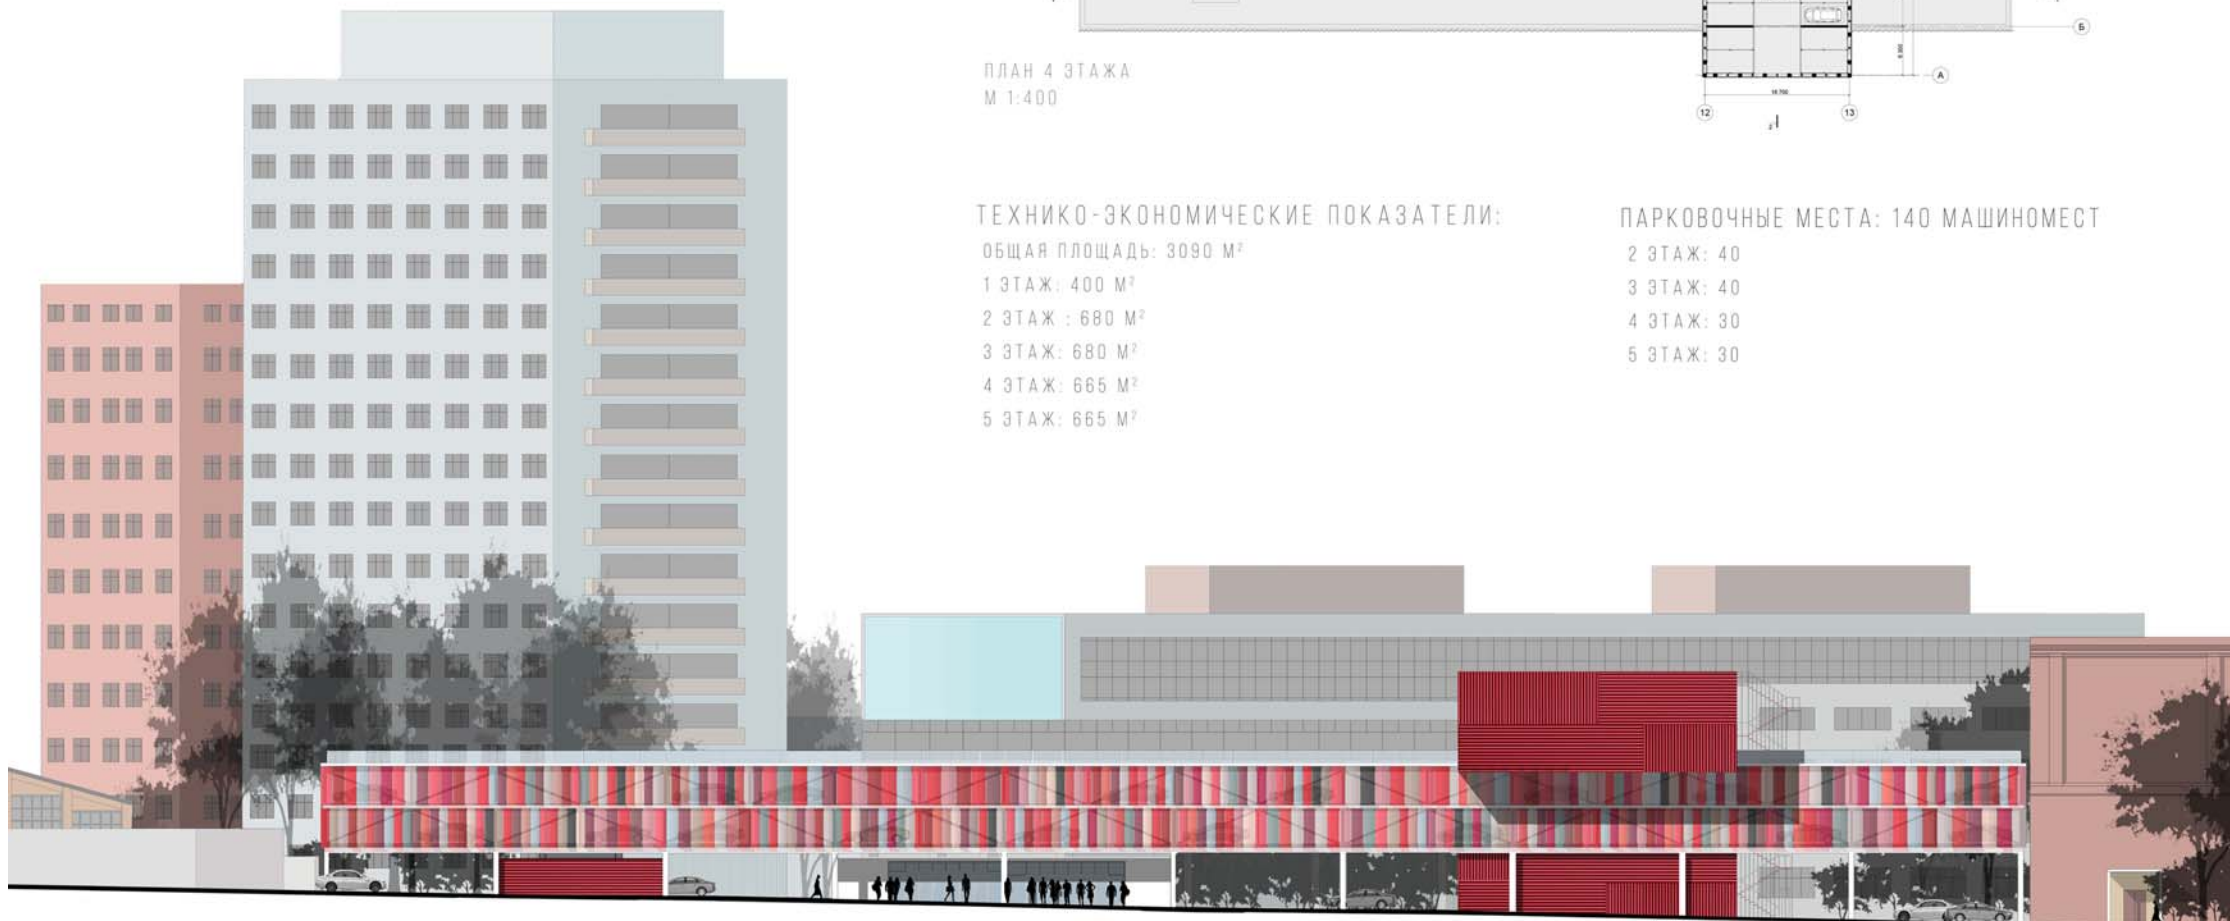 Б
А
12
13
ПЛАН 4 ЭТАЖА
М 1:400
ТЕХНИКО-ЭКОНОМИЧЕСКИЕ ПОКАЗАТЕЛИ:
ОБЩАЯ ПЛОЩАДЬ: 3090 М²
1 ЭТАЖ: 400 М²
2 ЭТАЖ : 680 М²
3 ЭТАЖ: 680 М²
4 ЭТАЖ: 665 М²
5 ЭТАЖ: 665 М²
ПАРКОВОЧНЫЕ МЕСТА: 140 МАШИНОМЕСТ
2 ЭТАЖ: 40
3 ЭТАЖ: 40
4 ЭТАЖ: 30
5 ЭТАЖ: 30